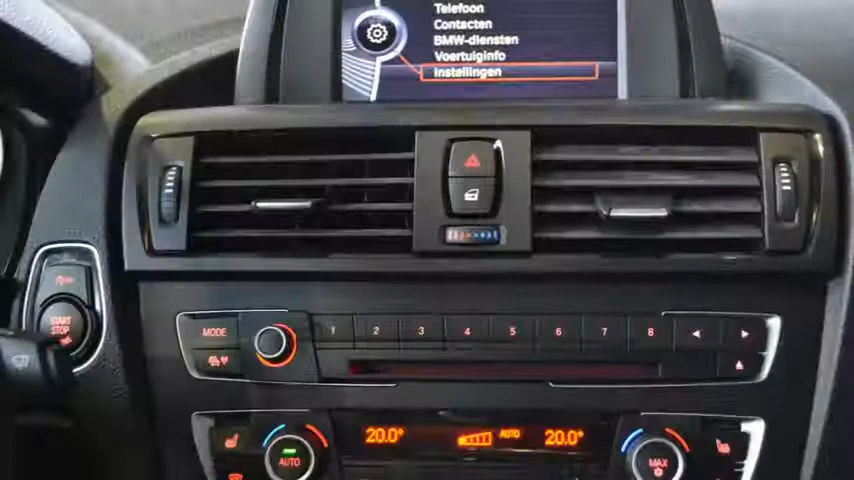 Telefoon
Contacten
BMW-diensten
Voertuiginfo
Instellingen
START
STOP
MODE
1 2 3 4 5 6 7 8
20.0° AUTO 20.0°
AUTO
MAX